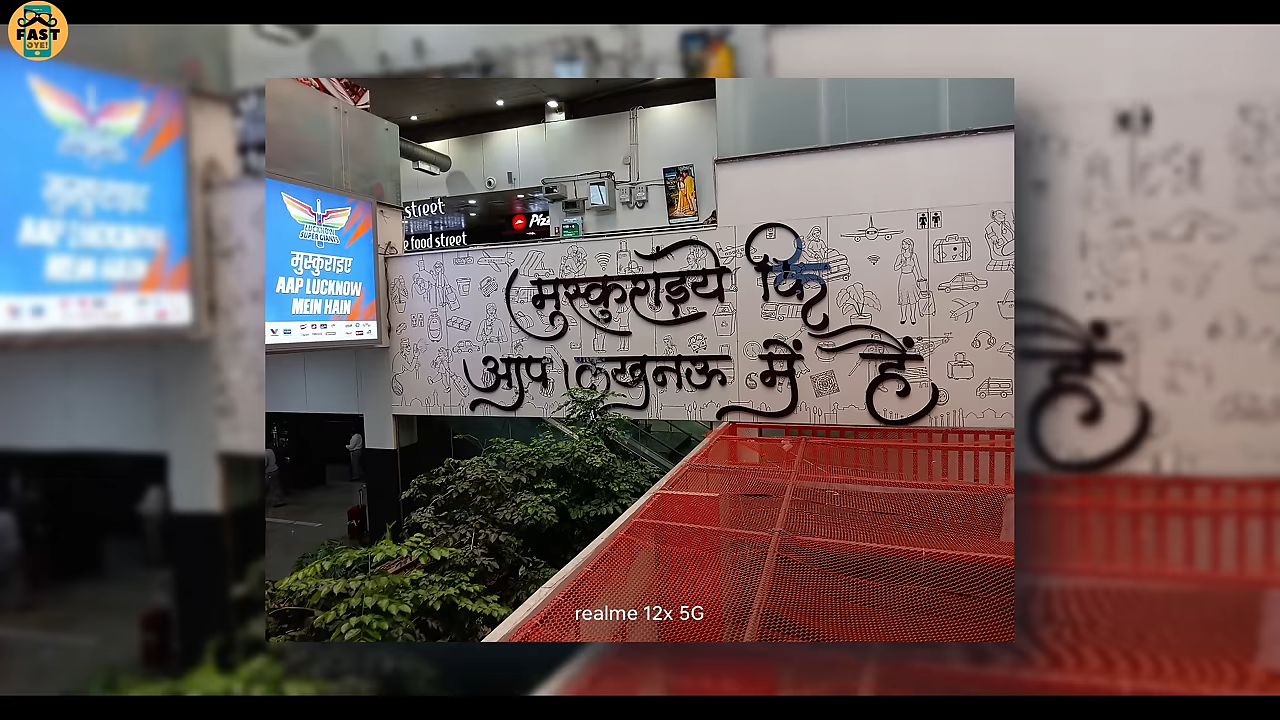 FAST
OYE!
street
Pizz
e food street
LUCKNOW
SUPER GIANTS
मुस्कुराइए
AAP LUCKNOW
MEIN HAIN
मुस्कुराइये कि
आप लखनऊ में हैं
realme 12x 5G